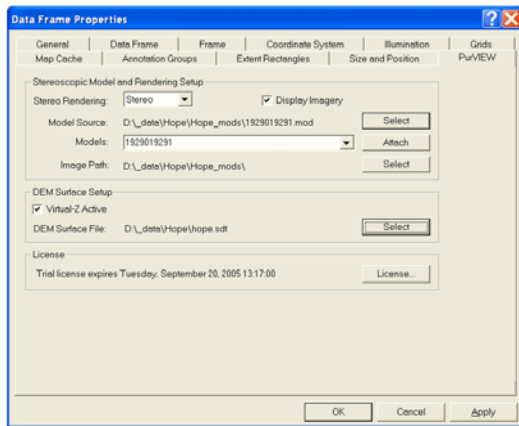 Data Frame Properties
General Data Frame Frame Coordinate System Illumination Grids
Map Cache Annotation Groups Extent Rectangles Size and Position PurVIEW
Stereoscopic Model and Rendering Setup
Stereo Rendering: Stereo Display Imagery
Model Source: D:\_data\Hope\Hope_mods\1929019291.mod Select
Models: 1929019291 Attach
Image Path: D:\_data\Hope\Hope_mods\ Select
DEM Surface Setup
Virtual-Z Active
DEM Surface File: D:\_data\Hope\hope.sdt Select
License
Trial license expires Tuesday, September 20, 2005 13:17:00 License...
OK Cancel Apply